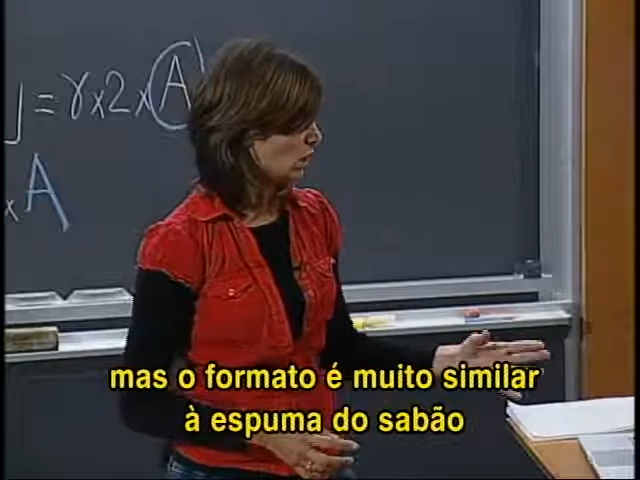 = γ x 2 x A
x A
mas o formato é muito similar
à espuma do sabão